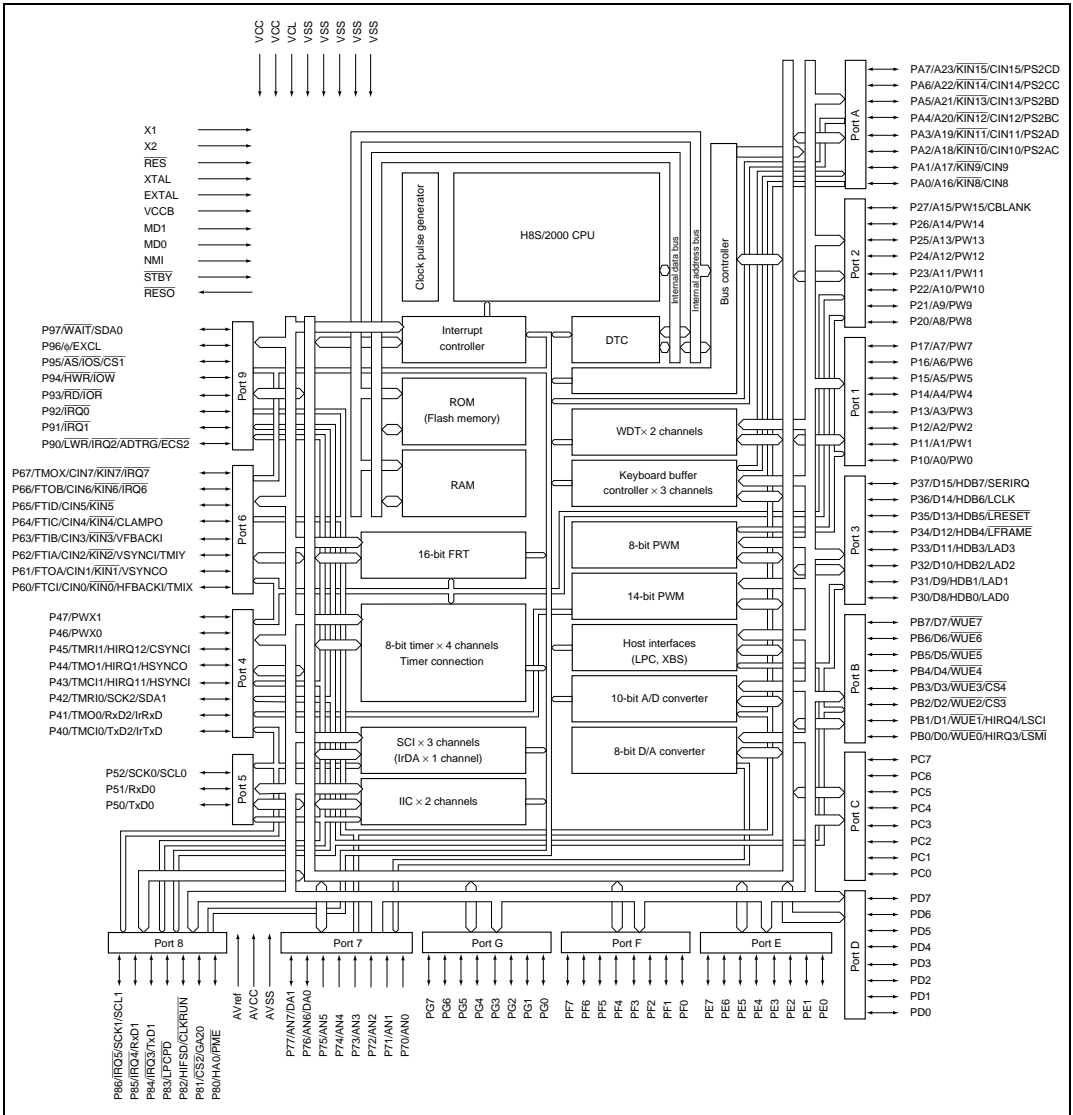 VCC
VCC
VCL
VSS
VSS
VSS
VSS
VSS
X1
X2
RES
XTAL
EXTAL
VCCB
MD1
MD0
NMI
STBY
RESO
Clock pulse generator
H8S/2000 CPU
Internal data bus
Internal address bus
Bus controller
Interrupt
controller
DTC
ROM
(Flash memory)
RAM
WDT × 2 channels
Keyboard buffer
controller × 3 channels
16-bit FRT
8-bit PWM
14-bit PWM
8-bit timer × 4 channels
Timer connection
Host interfaces
(LPC, XBS)
10-bit A/D converter
SCI × 3 channels
(IrDA × 1 channel)
8-bit D/A converter
IIC × 2 channels
P97/WAIT/SDA0
P96/φ/EXCL
P95/AS/IOS/CS1
P94/HWR/IOW
P93/RD/IOR
P92/IRQ0
P91/IRQ1
P90/LWR/IRQ2/ADTRG/ECS2
Port 9
P67/TMOX/CIN7/KIN7/IRQ7
P66/FTOB/CIN6/KIN6/IRQ6
P65/FTID/CIN5/KIN5
P64/FTIC/CIN4/KIN4/CLAMPO
P63/FTIB/CIN3/KIN3/VFBACKI
P62/FTIA/CIN2/KIN2/VSYNCI/TMIY
P61/FTOA/CIN1/KIN1/VSYNCO
P60/FTCI/CIN0/KIN0/HFBACKI/TMIX
Port 6
P47/PWX1
P46/PWX0
P45/TMRI1/HIRQ12/CSYNCI
P44/TMO1/HIRQ1/HSYNCO
P43/TMCI1/HIRQ11/HSYNCI
P42/TMRI0/SCK2/SDA1
P41/TMO0/RxD2/IrRxD
P40/TMCI0/TxD2/IrTxD
Port 4
P52/SCK0/SCL0
P51/RxD0
P50/TxD0
Port 5
Port A
PA7/A23/KIN15/CIN15/PS2CD
PA6/A22/KIN14/CIN14/PS2CC
PA5/A21/KIN13/CIN13/PS2BD
PA4/A20/KIN12/CIN12/PS2BC
PA3/A19/KIN11/CIN11/PS2AD
PA2/A18/KIN10/CIN10/PS2AC
PA1/A17/KIN9/CIN9
PA0/A16/KIN8/CIN8
Port 2
P27/A15/PW15/CBLANK
P26/A14/PW14
P25/A13/PW13
P24/A12/PW12
P23/A11/PW11
P22/A10/PW10
P21/A9/PW9
P20/A8/PW8
Port 1
P17/A7/PW7
P16/A6/PW6
P15/A5/PW5
P14/A4/PW4
P13/A3/PW3
P12/A2/PW2
P11/A1/PW1
P10/A0/PW0
Port 3
P37/D15/HDB7/SERIRQ
P36/D14/HDB6/LCLK
P35/D13/HDB5/LRESET
P34/D12/HDB4/LFRAME
P33/D11/HDB3/LAD3
P32/D10/HDB2/LAD2
P31/D9/HDB1/LAD1
P30/D8/HDB0/LAD0
Port B
PB7/D7/WUE7
PB6/D6/WUE6
PB5/D5/WUE5
PB4/D4/WUE4
PB3/D3/WUE3/CS4
PB2/D2/WUE2/CS3
PB1/D1/WUE1/HIRQ4/LSCI
PB0/D0/WUE0/HIRQ3/LSMI
Port C
PC7
PC6
PC5
PC4
PC3
PC2
PC1
PC0
Port D
PD7
PD6
PD5
PD4
PD3
PD2
PD1
PD0
Port 8
Port 7
Port G
Port F
Port E
P86/IRQ5/SCK1/SCL1
P85/IRQ4/RxD1
P84/IRQ3/TxD1
P83/LPCPD
P82/HIFSD/CLKRUN
P81/CS2/GA20
P80/HA0/PME
AVref
AVCC
AVSS
P77/AN7/DA1
P76/AN6/DA0
P75/AN5
P74/AN4
P73/AN3
P72/AN2
P71/AN1
P70/AN0
PG7
PG6
PG5
PG4
PG3
PG2
PG1
PG0
PF7
PF6
PF5
PF4
PF3
PF2
PF1
PF0
PE7
PE6
PE5
PE4
PE3
PE2
PE1
PE0